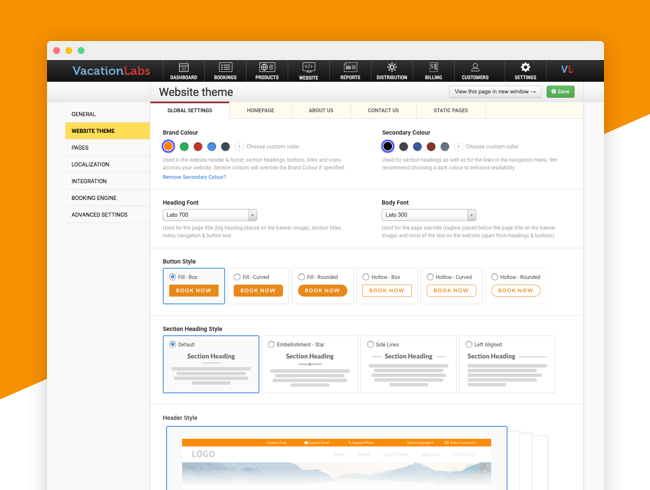 VacationLabs
DASHBOARD
BOOKINGS
PRODUCTS
WEBSITE
REPORTS
DISTRIBUTION
BILLING
CUSTOMERS
SETTINGS
VL
Website theme
View this page in new window →
Save
GENERAL
WEBSITE THEME
PAGES
LOCALIZATION
INTEGRATION
BOOKING ENGINE
ADVANCED SETTINGS
GLOBAL SETTINGS
HOMEPAGE
ABOUT US
CONTACT US
STATIC PAGES
Brand Colour
+ Choose custom color
Used in the website header & footer, section headings, buttons, links and icons
across your website. Section colours will override the Brand Colour if specified.
Remove Secondary Colour?
Secondary Colour
+ Choose custom color
Used for section headings as well as for the links in the navigation menu. We
recommend choosing a dark colour to enhance readability.
Heading Font
Lato 700
Used for the page title (big heading placed on the banner image), section titles,
menu navigation & button text.
Body Font
Lato 300
Used for the page sub-title (tagline placed below the page title on the banner
image) and most of the text on the website (apart from headings & buttons).
Button Style
Fill - Box
BOOK NOW
Fill - Curved
BOOK NOW
Fill - Rounded
BOOK NOW
Hollow - Box
BOOK NOW
Hollow - Curved
BOOK NOW
Hollow - Rounded
BOOK NOW
Section Heading Style
Default
Section Heading
Embellishment - Star
Section Heading
Side Lines
Section Heading
Left Aligned
Section Heading
Header Style
LOGO
HOME
ABOUT US
CONTACT US